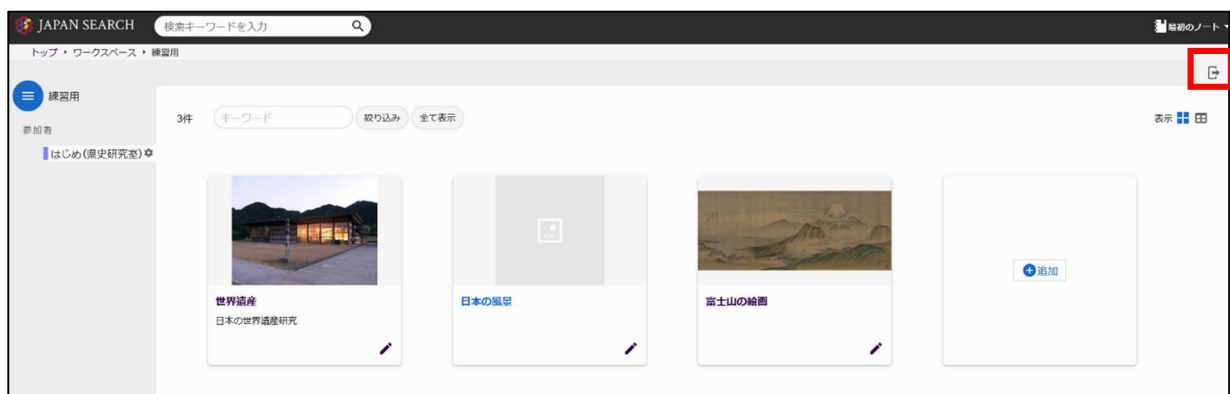 JAPAN SEARCH
検索キーワードを入力
最初のノート
トップ ・ ワークスペース ・ 練習用
練習用
3件
キーワード
絞り込み
全て表示
表示
参加者
はじめ(県史研究室)
世界遺産
日本の世界遺産研究
日本の風景
富士山の絵画
追加